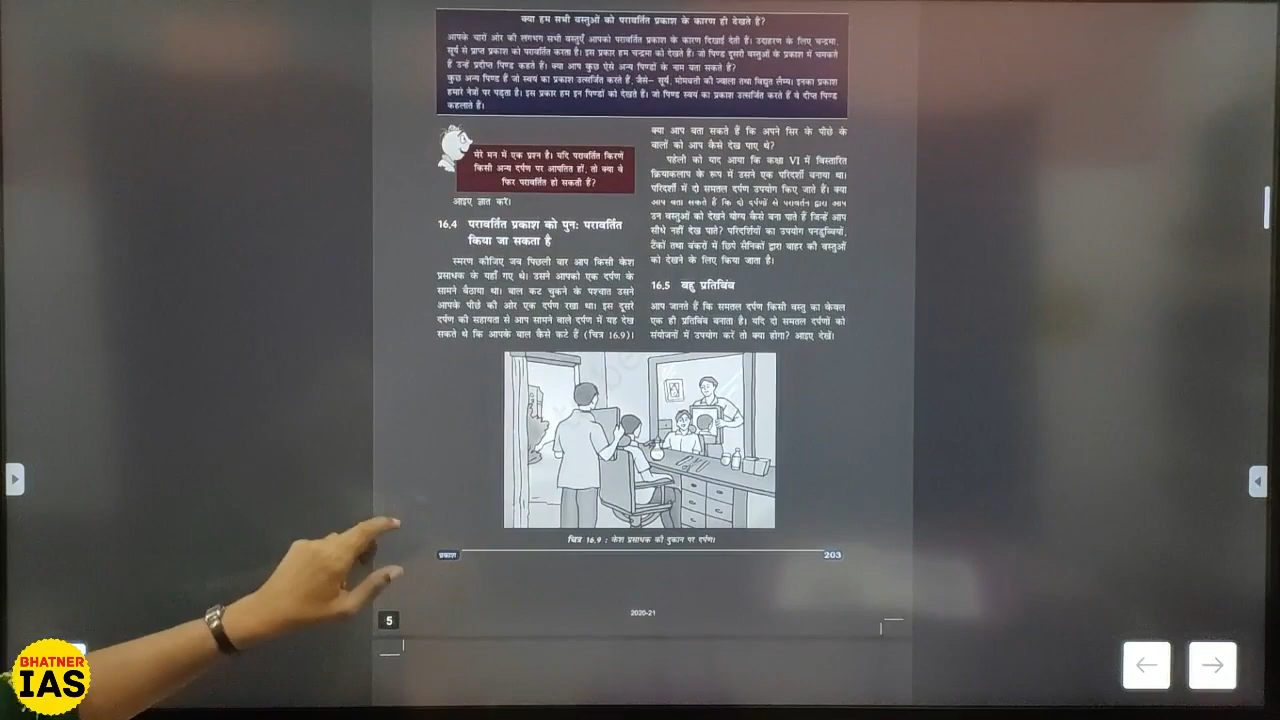 क्या हम सभी वस्तुओं को परावर्तित प्रकाश के कारण ही देखते हैं?
आपके चारों ओर की लगभग सभी वस्तुएँ आपको परावर्तित प्रकाश के कारण दिखाई देती हैं। उदाहरण के लिए चन्द्रमा,
सूर्य से प्राप्त प्रकाश को परावर्तित करता है। इस प्रकार हम चन्द्रमा को देखते हैं। जो पिण्ड दूसरी वस्तुओं के प्रकाश में चमकते
हैं उन्हें प्रदीप्त पिण्ड कहते हैं। क्या आप कुछ ऐसे अन्य पिण्डों के नाम बता सकते हैं?
कुछ अन्य पिण्ड हैं जो स्वयं का प्रकाश उत्सर्जित करते हैं, जैसे– सूर्य, मोमबत्ती की ज्वाला तथा विद्युत लैम्प। इनका प्रकाश
हमारे नेत्रों पर पड़ता है। इस प्रकार हम इन पिण्डों को देखते हैं। जो पिण्ड स्वयं का प्रकाश उत्सर्जित करते हैं वे दीप्त पिण्ड
कहलाते हैं।
मेरे मन में एक प्रश्न है। यदि परावर्तित किरणें
किसी अन्य दर्पण पर आपतित हों, तो क्या वे
फिर परावर्तित हो सकती हैं?
आइए ज्ञात करें।
16.4 परावर्तित प्रकाश को पुन: परावर्तित
किया जा सकता है
स्मरण कीजिए जब पिछली बार आप किसी केश
प्रसाधक के यहाँ गए थे। उसने आपको एक दर्पण के
सामने बैठाया था। बाल कट चुकने के पश्चात उसने
आपके पीछे की ओर एक दर्पण रखा था। इस दूसरे
दर्पण की सहायता से आप सामने वाले दर्पण में यह देख
सकते थे कि आपके बाल कैसे कटे हैं (चित्र 16.9)।
क्या आप बता सकते हैं कि अपने सिर के पीछे के
बालों को आप कैसे देख पाए थे?
पहेली को याद आया कि कक्षा VI में विस्तारित
क्रियाकलाप के रूप में उसने एक परिदर्शी बनाया था।
परिदर्शी में दो समतल दर्पण उपयोग किए जाते हैं। क्या
आप बता सकते हैं कि दो दर्पणों से परावर्तन द्वारा आप
उन वस्तुओं को देखने योग्य कैसे बना पाते हैं जिन्हें आप
सीधे नहीं देख पाते? परिदर्शियों का उपयोग पनडुब्बियों,
टैंकों तथा बंकरों में छिपे सैनिकों द्वारा बाहर की वस्तुओं
को देखने के लिए किया जाता है।
16.5 बहु प्रतिबिंब
आप जानते हैं कि समतल दर्पण किसी वस्तु का केवल
एक ही प्रतिबिंब बनाता है। यदि दो समतल दर्पणों को
संयोजनों में उपयोग करें तो क्या होगा? आइए देखें।
चित्र 16.9 : केश प्रसाधक की दुकान पर दर्पण।
प्रकाश
203
2020-21
5
BHATNER
IAS